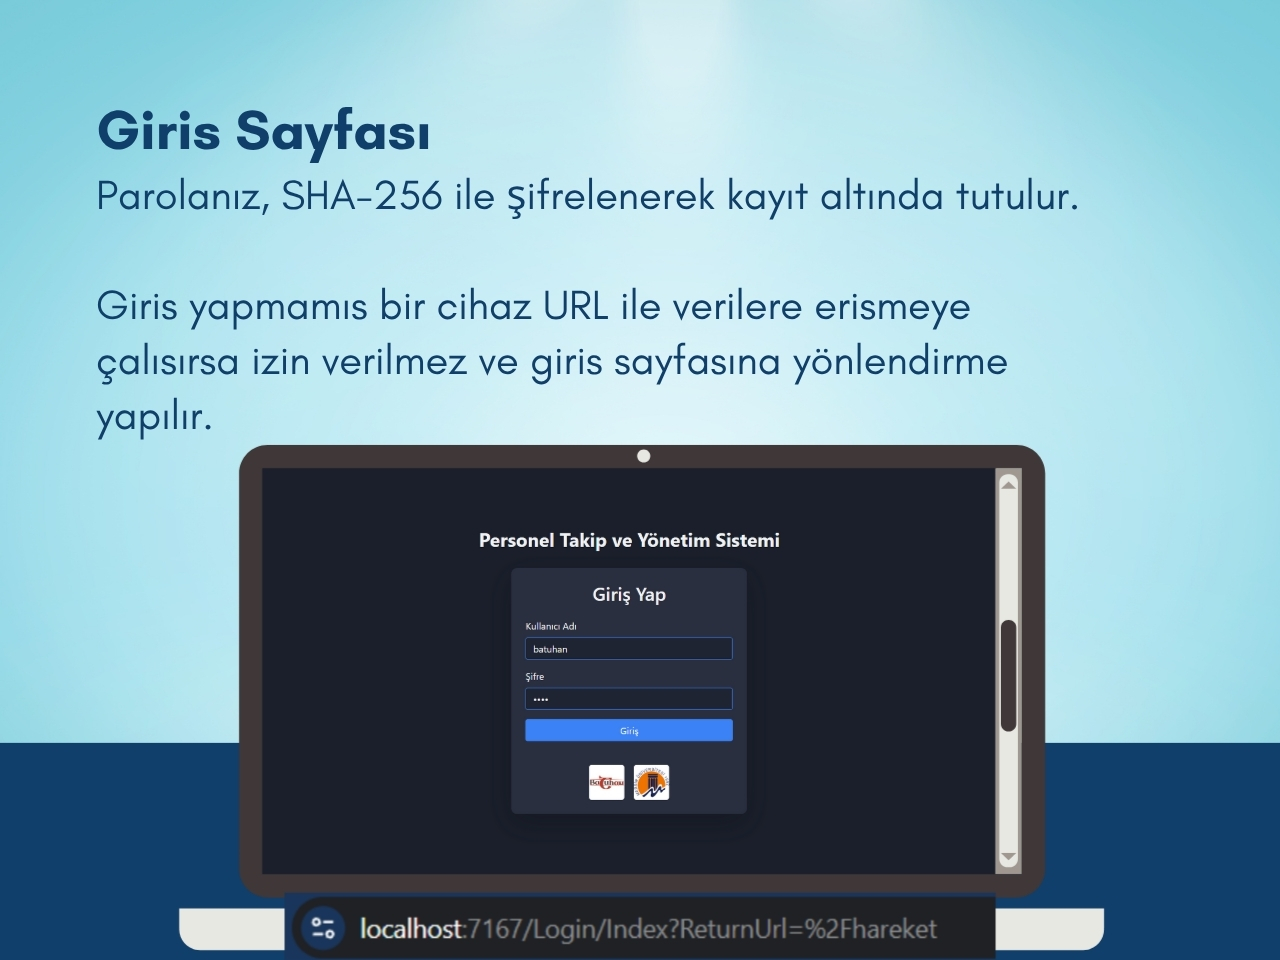 Giris Sayfası
Parolanız, SHA-256 ile şifrelenerek kayıt altında tutulur.
Giris yapmamıs bir cihaz URL ile verilere erismeye
çalısırsa izin verilmez ve giris sayfasına yönlendirme
yapılır.
Personel Takip ve Yönetim Sistemi
Giriş Yap
Kullanıcı Adı
batuhan
Şifre
••••
Giriş
localhost:7167/Login/Index?ReturnUrl=%2Fhareket